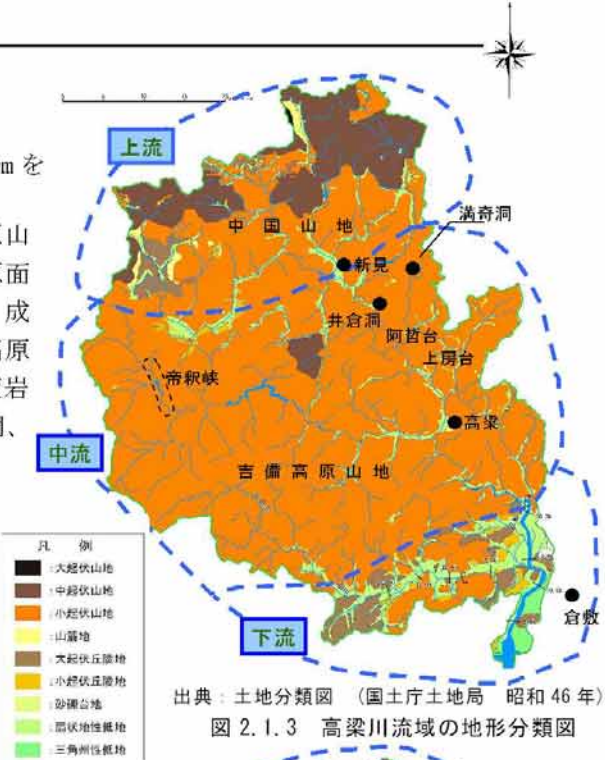 mを
山
面
成
高原
岩
上流
満奇洞
中国山地
新見
井倉洞
阿哲台
上房台
帝釈峡
高梁
中流
吉備高原山地
凡 例
大起伏山地
中起伏山地
小起伏山地
山麓地
大起伏丘陵地
小起伏丘陵地
砂礫台地
扇状地性低地
三角州性低地
下流
倉敷
出典：土地分類図 （国土庁土地局 昭和 46 年）
図 2.1.3 高梁川流域の地形分類図